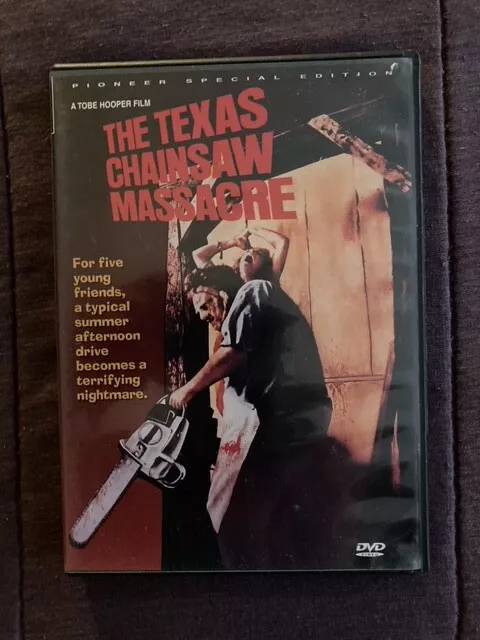 PIONEER SPECIAL EDITION
A TOBE HOOPER FILM
THE TEXAS
CHAINSAW
MASSACRE
For five
young
friends,
a typical
summer
afternoon
drive
becomes a
terrifying
nightmare.
DVD
VIDEO